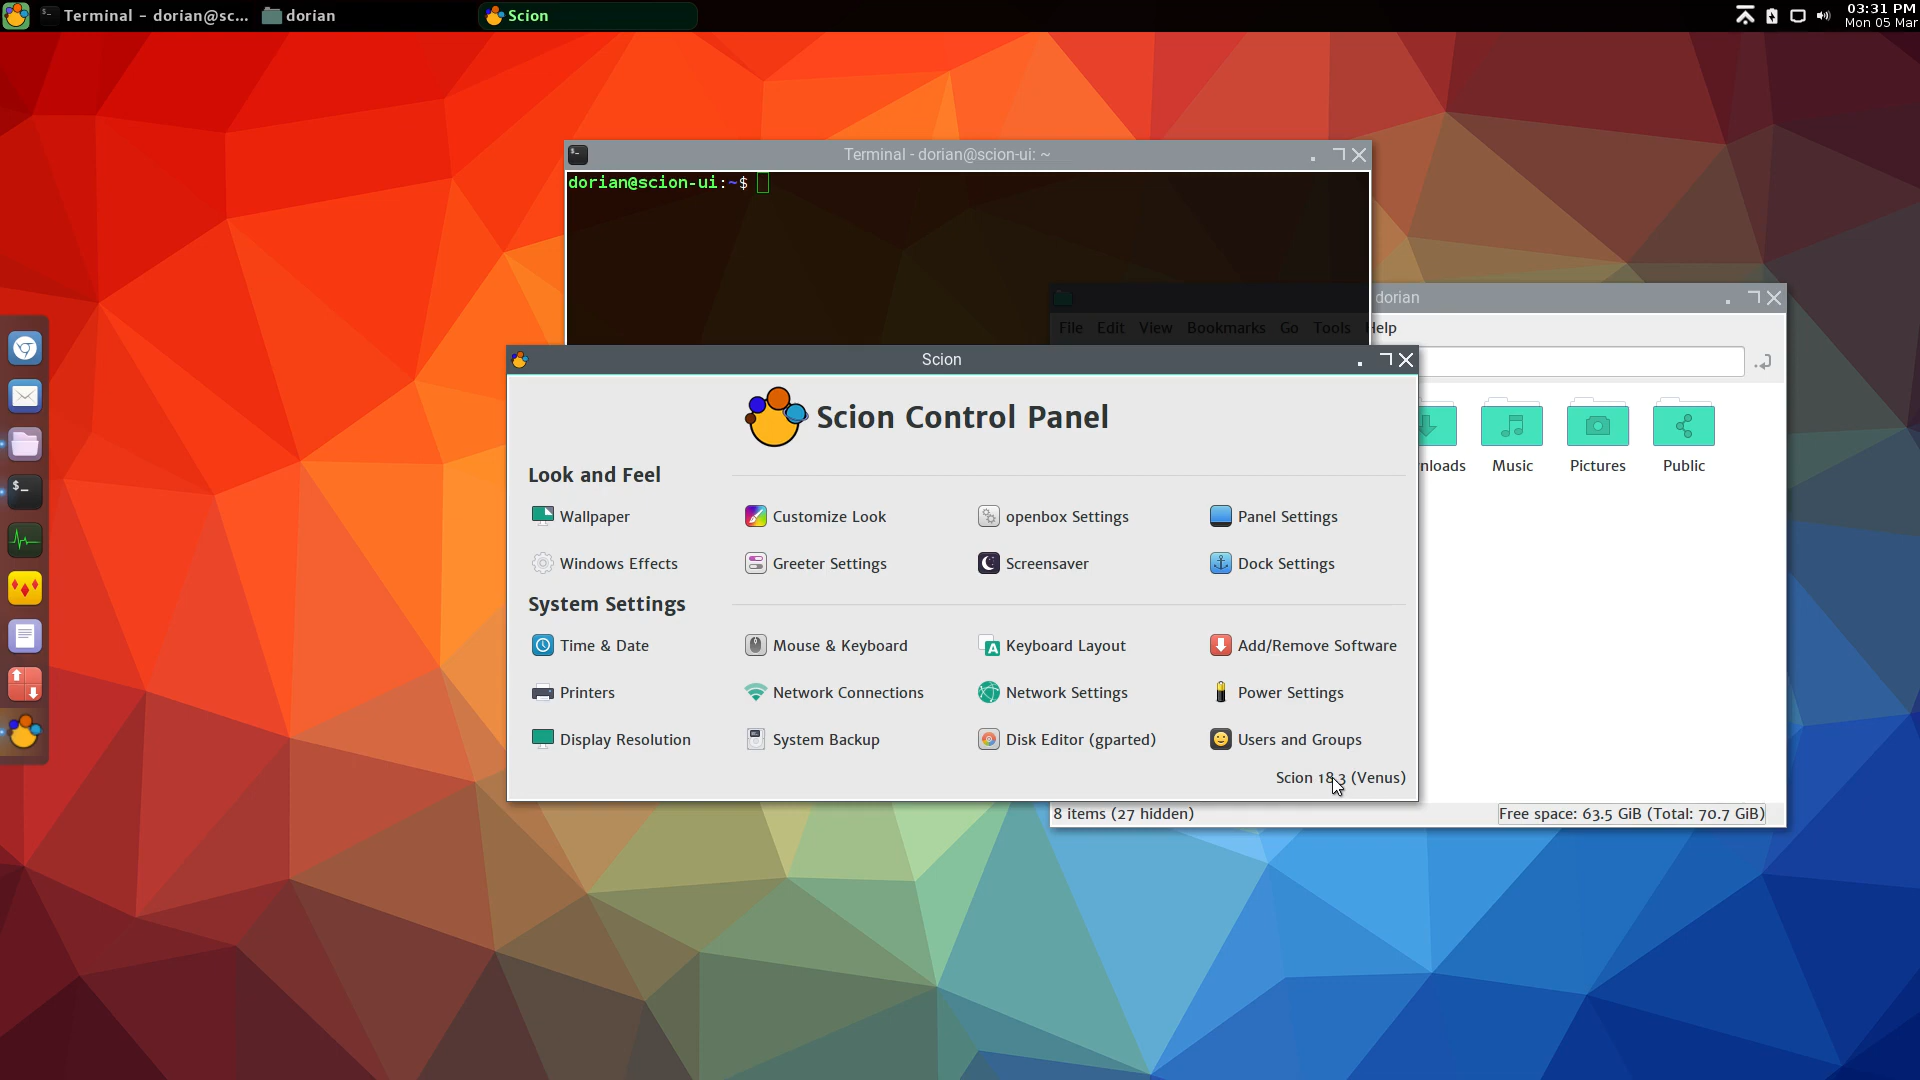 Terminal - dorian@sc...
dorian
Scion
03:31 PM
Mon 05 Mar
Terminal - dorian@scion-ui: ~
dorian@scion-ui:~$
dorian
File Edit View Bookmarks Go Tools Help
Scion
Scion Control Panel
Look and Feel
Wallpaper
Customize Look
openbox Settings
Panel Settings
Windows Effects
Greeter Settings
Screensaver
Dock Settings
System Settings
Time & Date
Mouse & Keyboard
Keyboard Layout
Add/Remove Software
Printers
Network Connections
Network Settings
Power Settings
Display Resolution
System Backup
Disk Editor (gparted)
Users and Groups
Scion 18.3 (Venus)
nloads
Music
Pictures
Public
8 items (27 hidden)
Free space: 63.5 GiB (Total: 70.7 GiB)